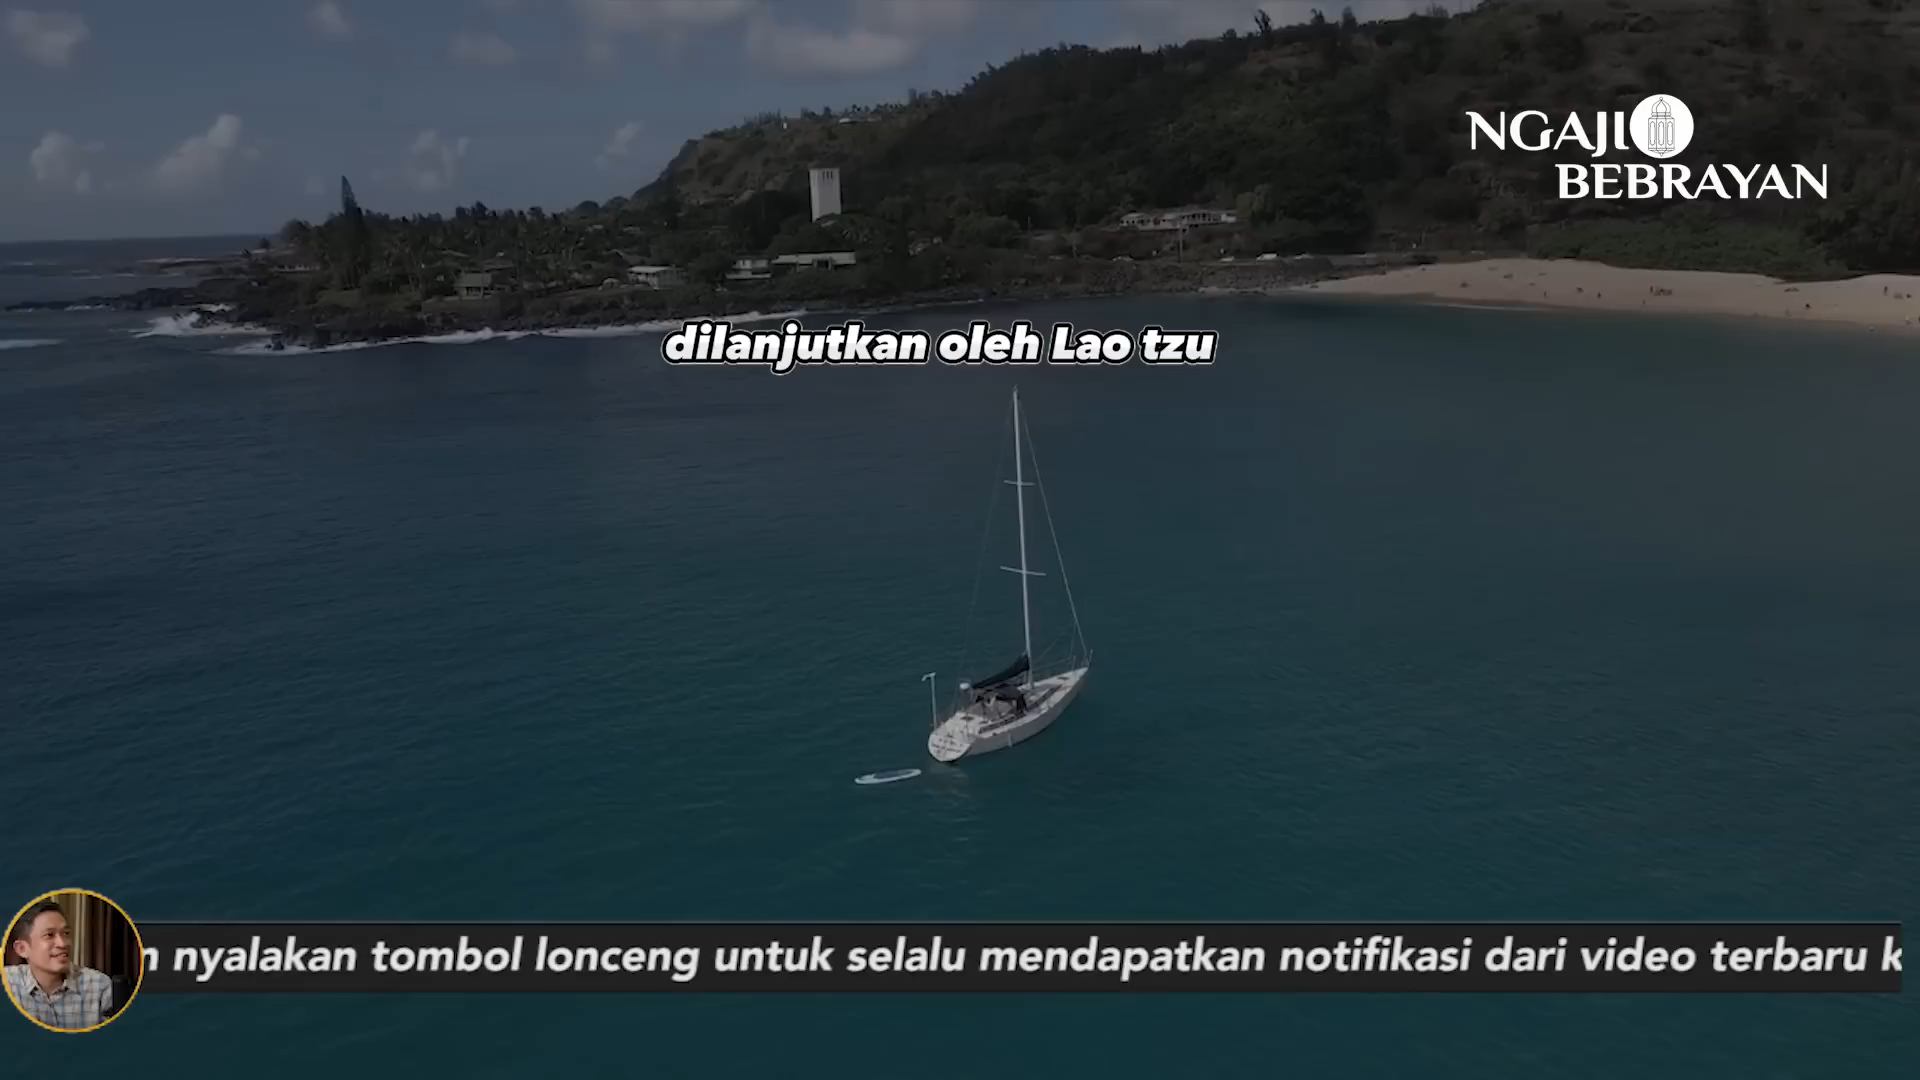 NGAJI
BEBRAYAN
dilanjutkan oleh Lao tzu
nyalakan tombol lonceng untuk selalu mendapatkan notifikasi dari video terbaru